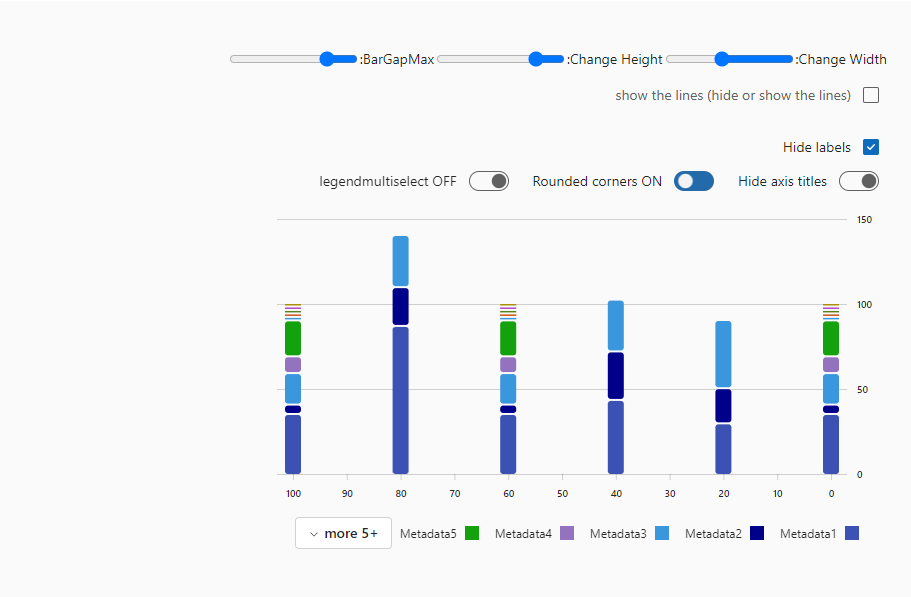 :BarGapMax :Change Height :Change Width
show the lines (hide or show the lines)
Hide labels
legendmultiselect OFF Rounded corners ON Hide axis titles
150
100
50
0
100 90 80 70 60 50 40 30 20 10 0
more 5+ Metadata5 Metadata4 Metadata3 Metadata2 Metadata1